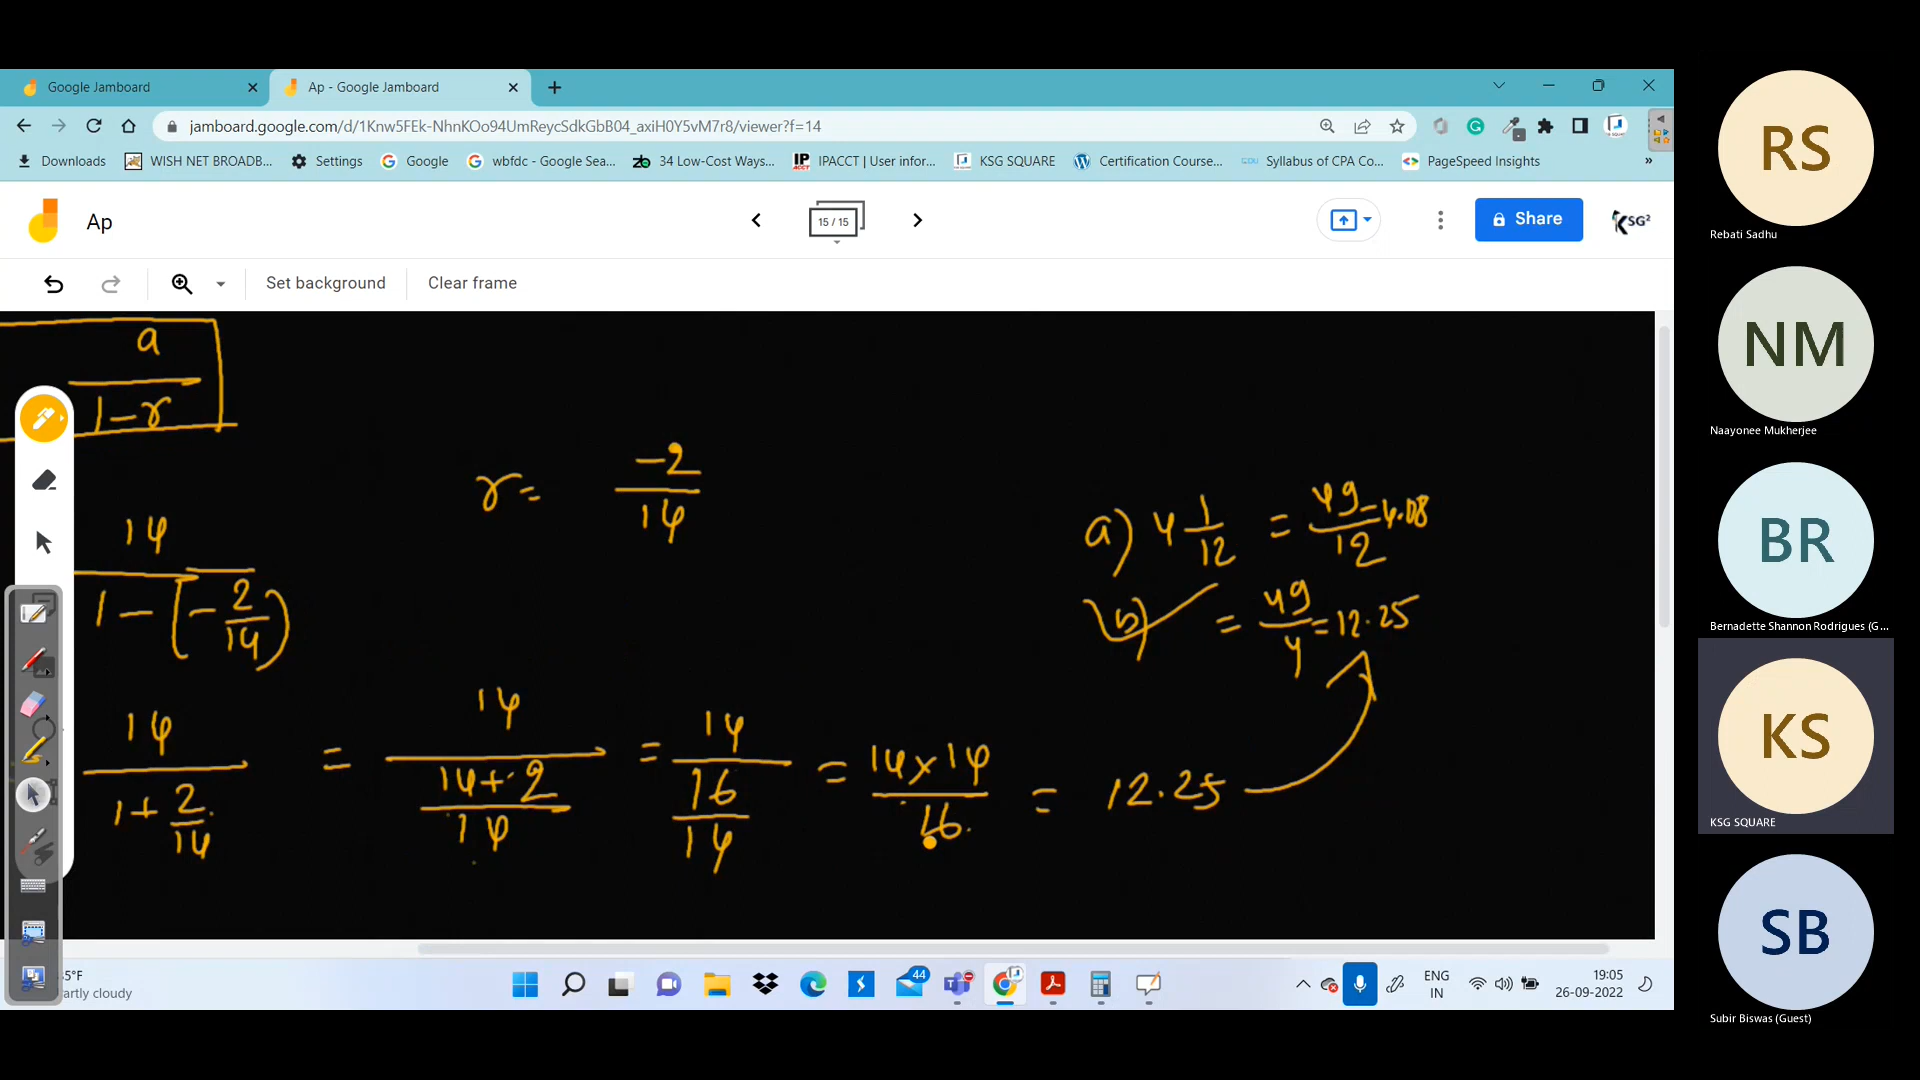 Google Jamboard
Ap - Google Jamboard
jamboard.google.com/d/1Knw5FEk-NhnKOo94UmReycSdkGbB04_axiH0Y5vM7r8/viewer?f=14
Downloads WISH NET BROADB... Settings Google wbfdc - Google Sea... 34 Low-Cost Ways... IPACCT | User infor... KSG SQUARE Certification Course... Syllabus of CPA Co... PageSpeed Insights »
Ap
15 / 15
Share
KSG²
Set background Clear frame
a
1-r
r = -2/14
14
1 - (-2/14)
a) 4 1/12 = 49/12 = 4.08
b) = 49/4 = 12.25
14/(1 + 2/14) = 14/((14+2)/14) = 14/(16/14) = 14×14/16 = 12.25
5°F
artly cloudy
44
ENG
IN
19:05
26-09-2022
RS
Rebati Sadhu
NM
Naayonee Mukherjee
BR
Bernadette Shannon Rodrigues (G...
KS
KSG SQUARE
SB
Subir Biswas (Guest)